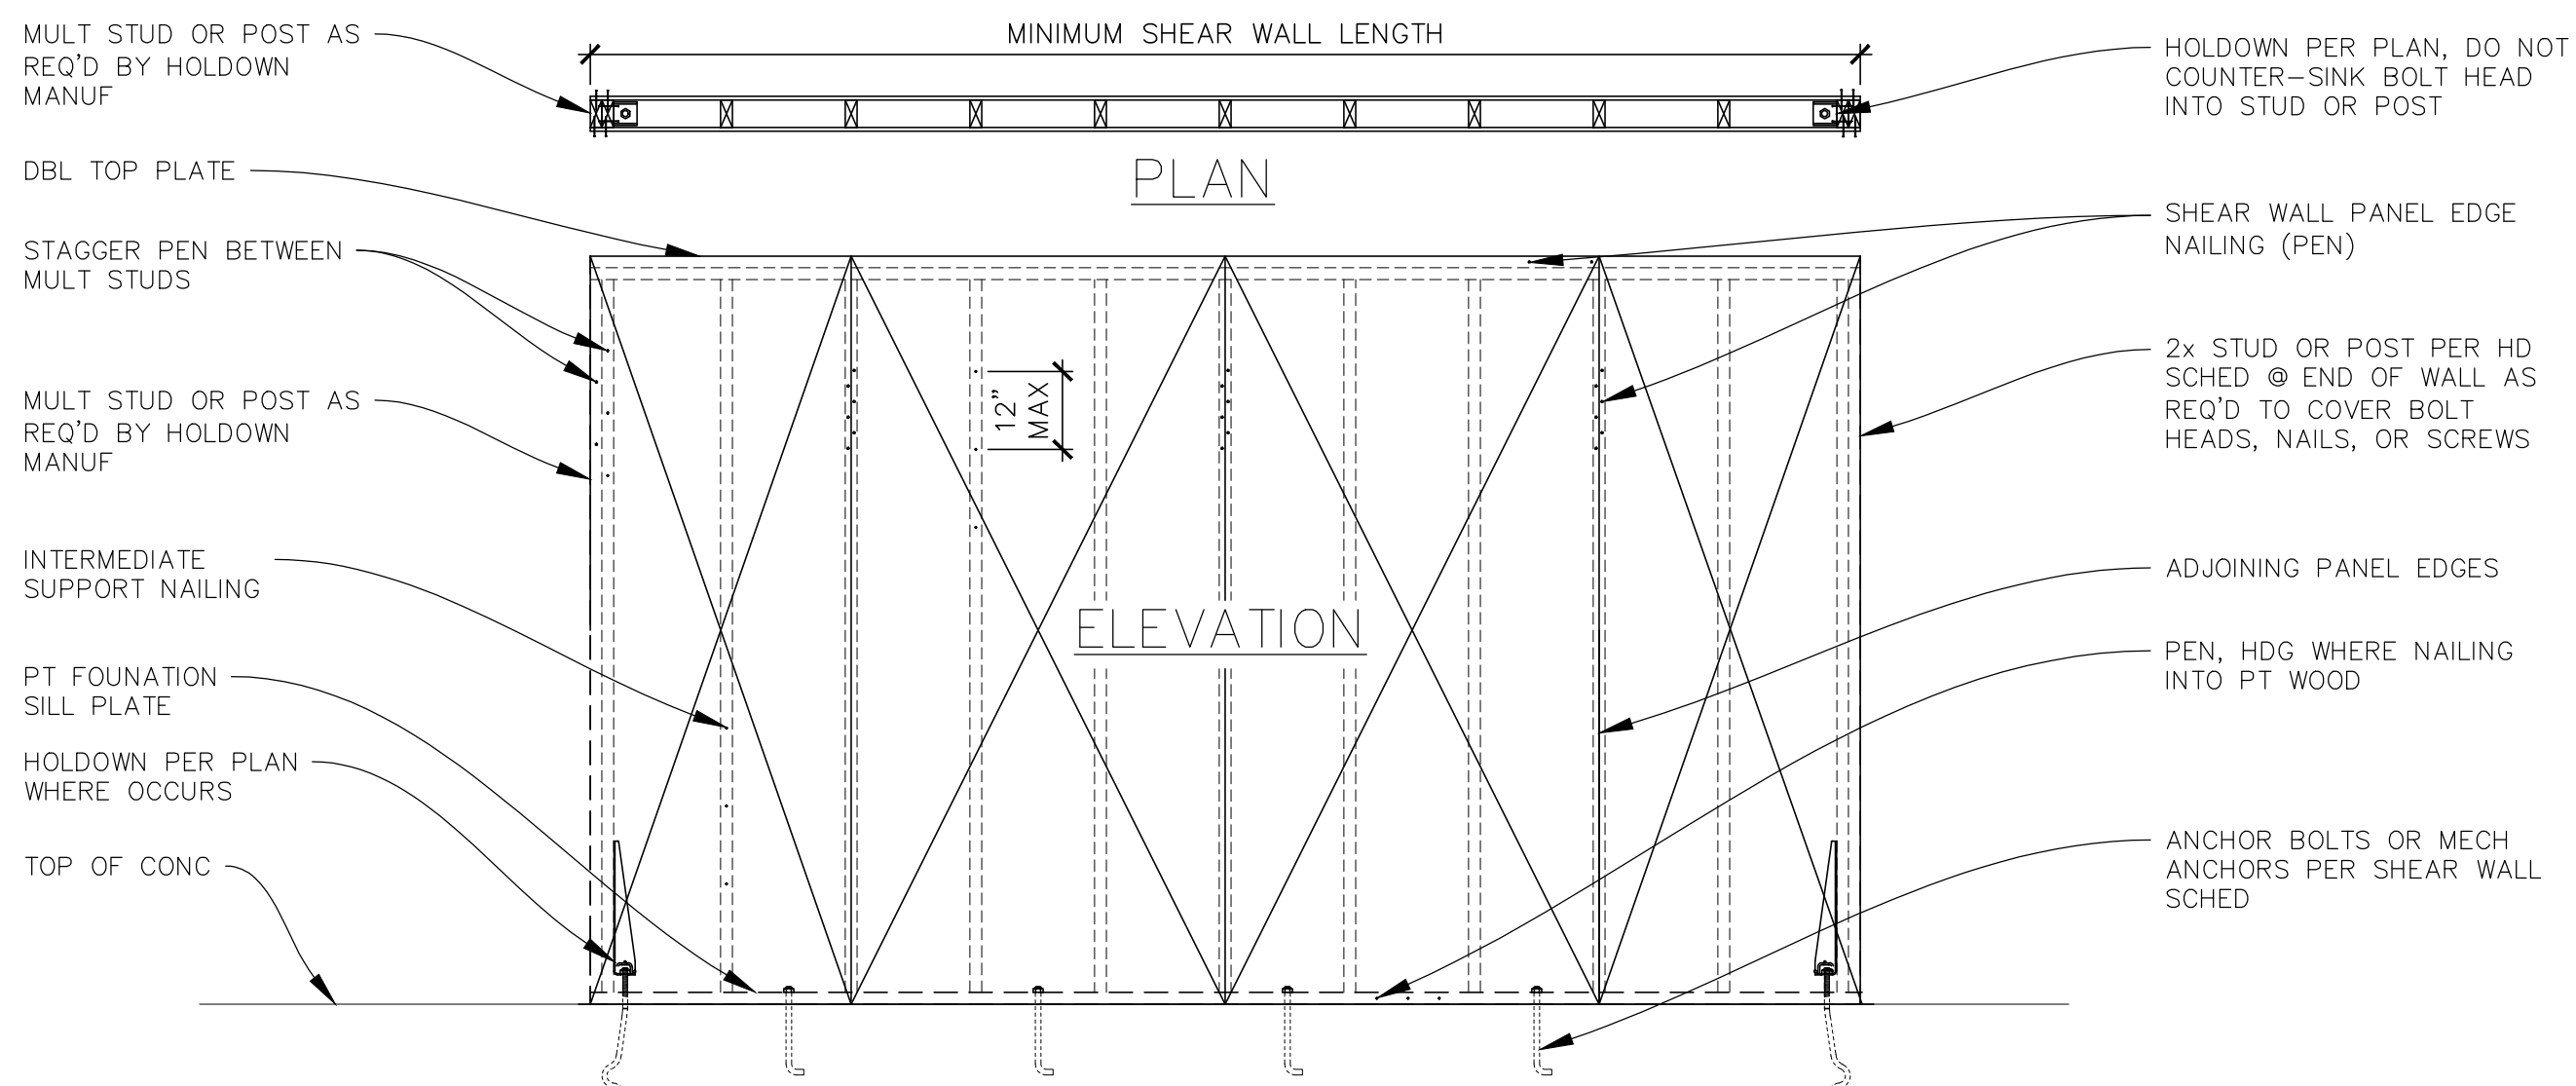 MULT STUD OR POST AS
REQ'D BY HOLDOWN
MANUF
DBL TOP PLATE
STAGGER PEN BETWEEN
MULT STUDS
MULT STUD OR POST AS
REQ'D BY HOLDOWN
MANUF
INTERMEDIATE
SUPPORT NAILING
PT FOUNATION
SILL PLATE
HOLDOWN PER PLAN
WHERE OCCURS
TOP OF CONC
MINIMUM SHEAR WALL LENGTH
PLAN
12"
MAX
ELEVATION
HOLDOWN PER PLAN, DO NOT
COUNTER-SINK BOLT HEAD
INTO STUD OR POST
SHEAR WALL PANEL EDGE
NAILING (PEN)
2x STUD OR POST PER HD
SCHED @ END OF WALL AS
REQ'D TO COVER BOLT
HEADS, NAILS, OR SCREWS
ADJOINING PANEL EDGES
PEN, HDG WHERE NAILING
INTO PT WOOD
ANCHOR BOLTS OR MECH
ANCHORS PER SHEAR WALL
SCHED